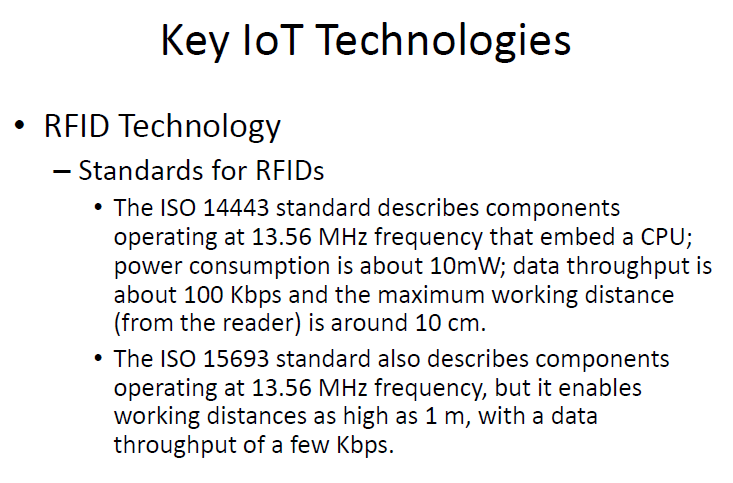 Key IoT Technologies
• RFID Technology
– Standards for RFIDs
• The ISO 14443 standard describes components
operating at 13.56 MHz frequency that embed a CPU;
power consumption is about 10mW; data throughput is
about 100 Kbps and the maximum working distance
(from the reader) is around 10 cm.
• The ISO 15693 standard also describes components
operating at 13.56 MHz frequency, but it enables
working distances as high as 1 m, with a data
throughput of a few Kbps.